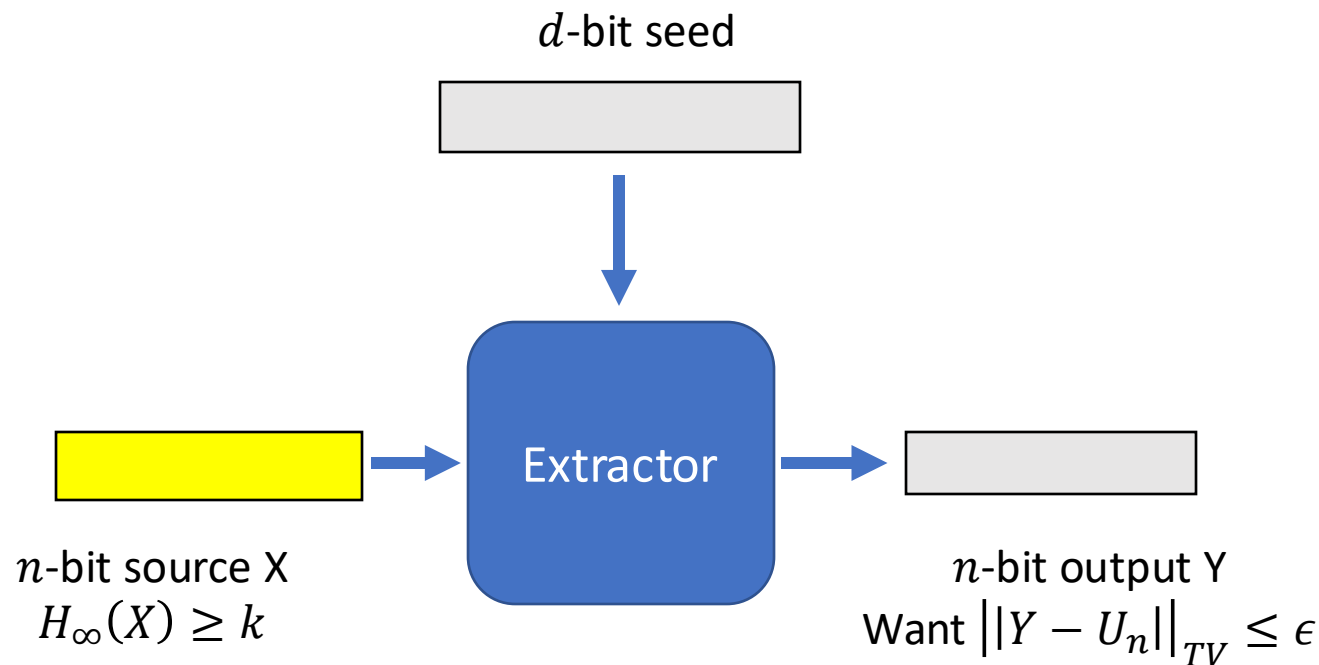 𝑑-bit seed
Extractor
𝑛-bit source X
𝐻∞(𝑋) ≥ 𝑘
𝑛-bit output Y
Want ||𝑌 − 𝑈𝑛||𝑇𝑉 ≤ 𝜖